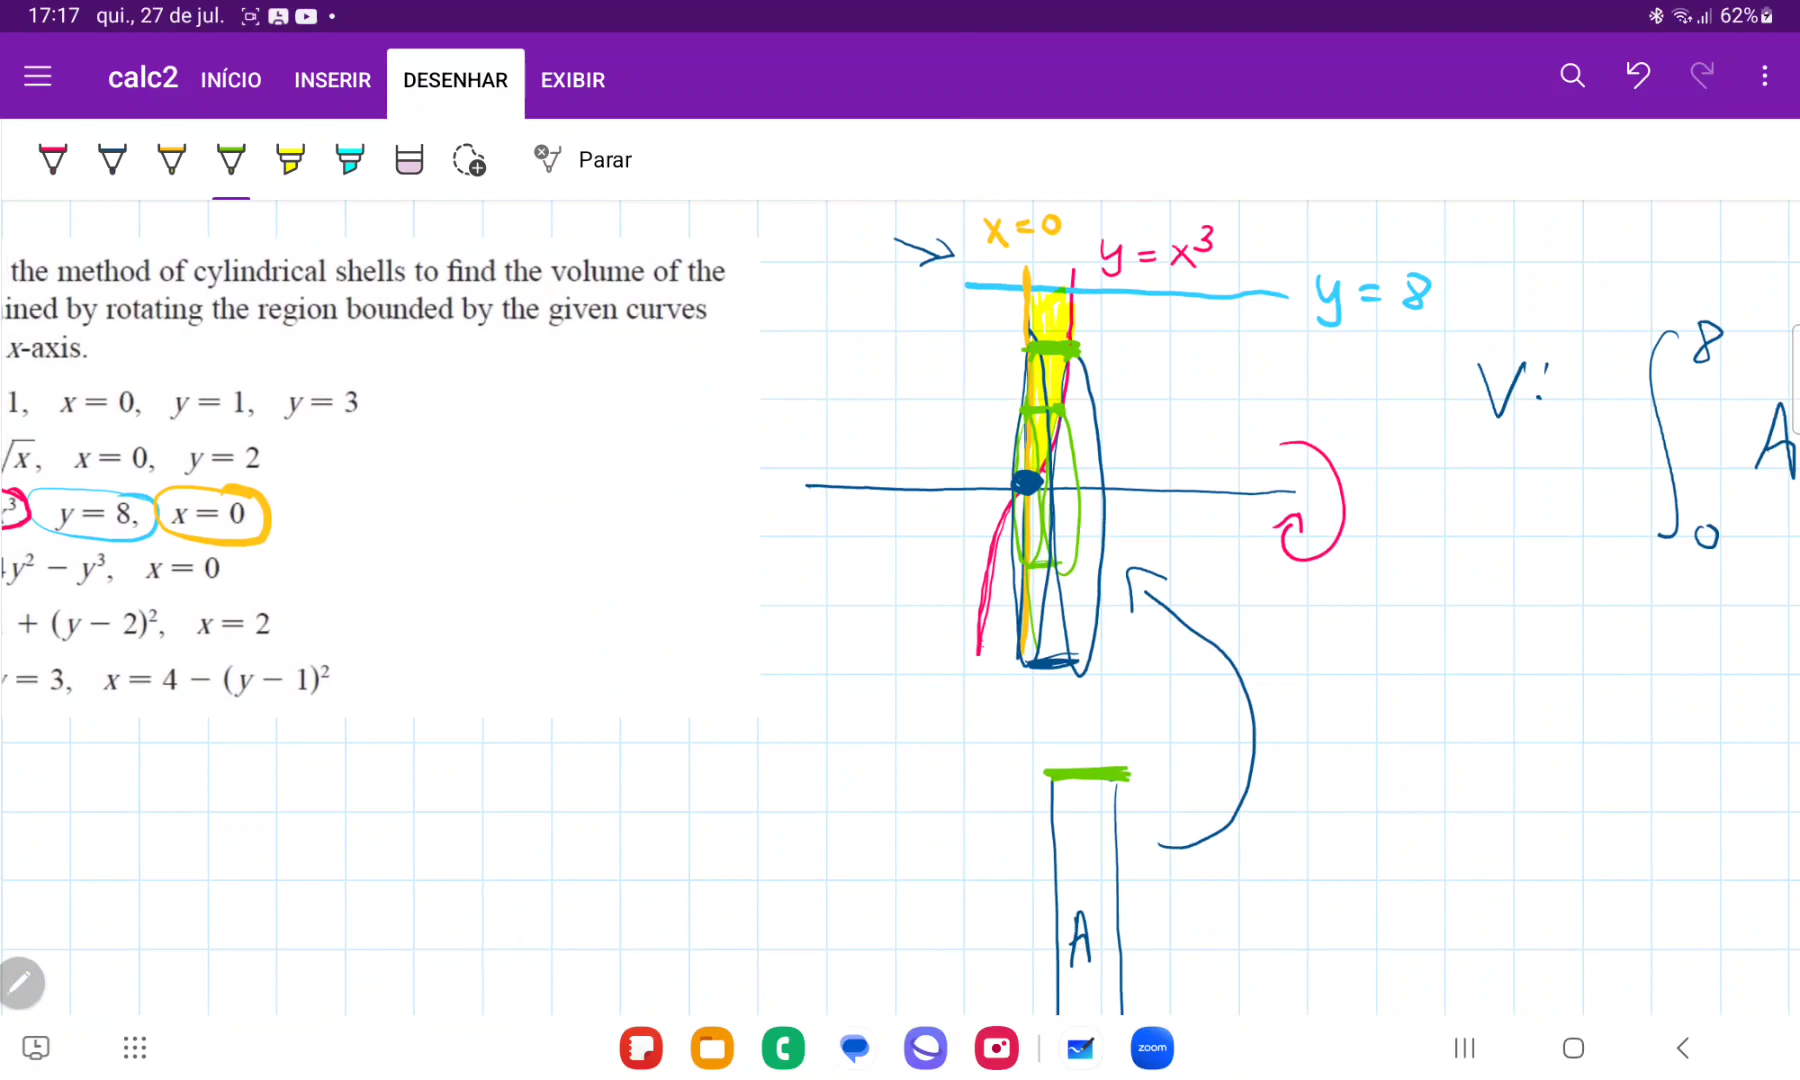 17:17 qui., 27 de jul.
62%
calc2 INÍCIO INSERIR DESENHAR EXIBIR
Parar
the method of cylindrical shells to find the volume of the
ined by rotating the region bounded by the given curves
x-axis.
1, x = 0, y = 1, y = 3
√x, x = 0, y = 2
³ y = 8, x = 0
4y² − y³, x = 0
+ (y − 2)², x = 2
= 3, x = 4 − (y − 1)²
x = 0
y = x³
y = 8
V: ∫ 8 0 A
A
zoom